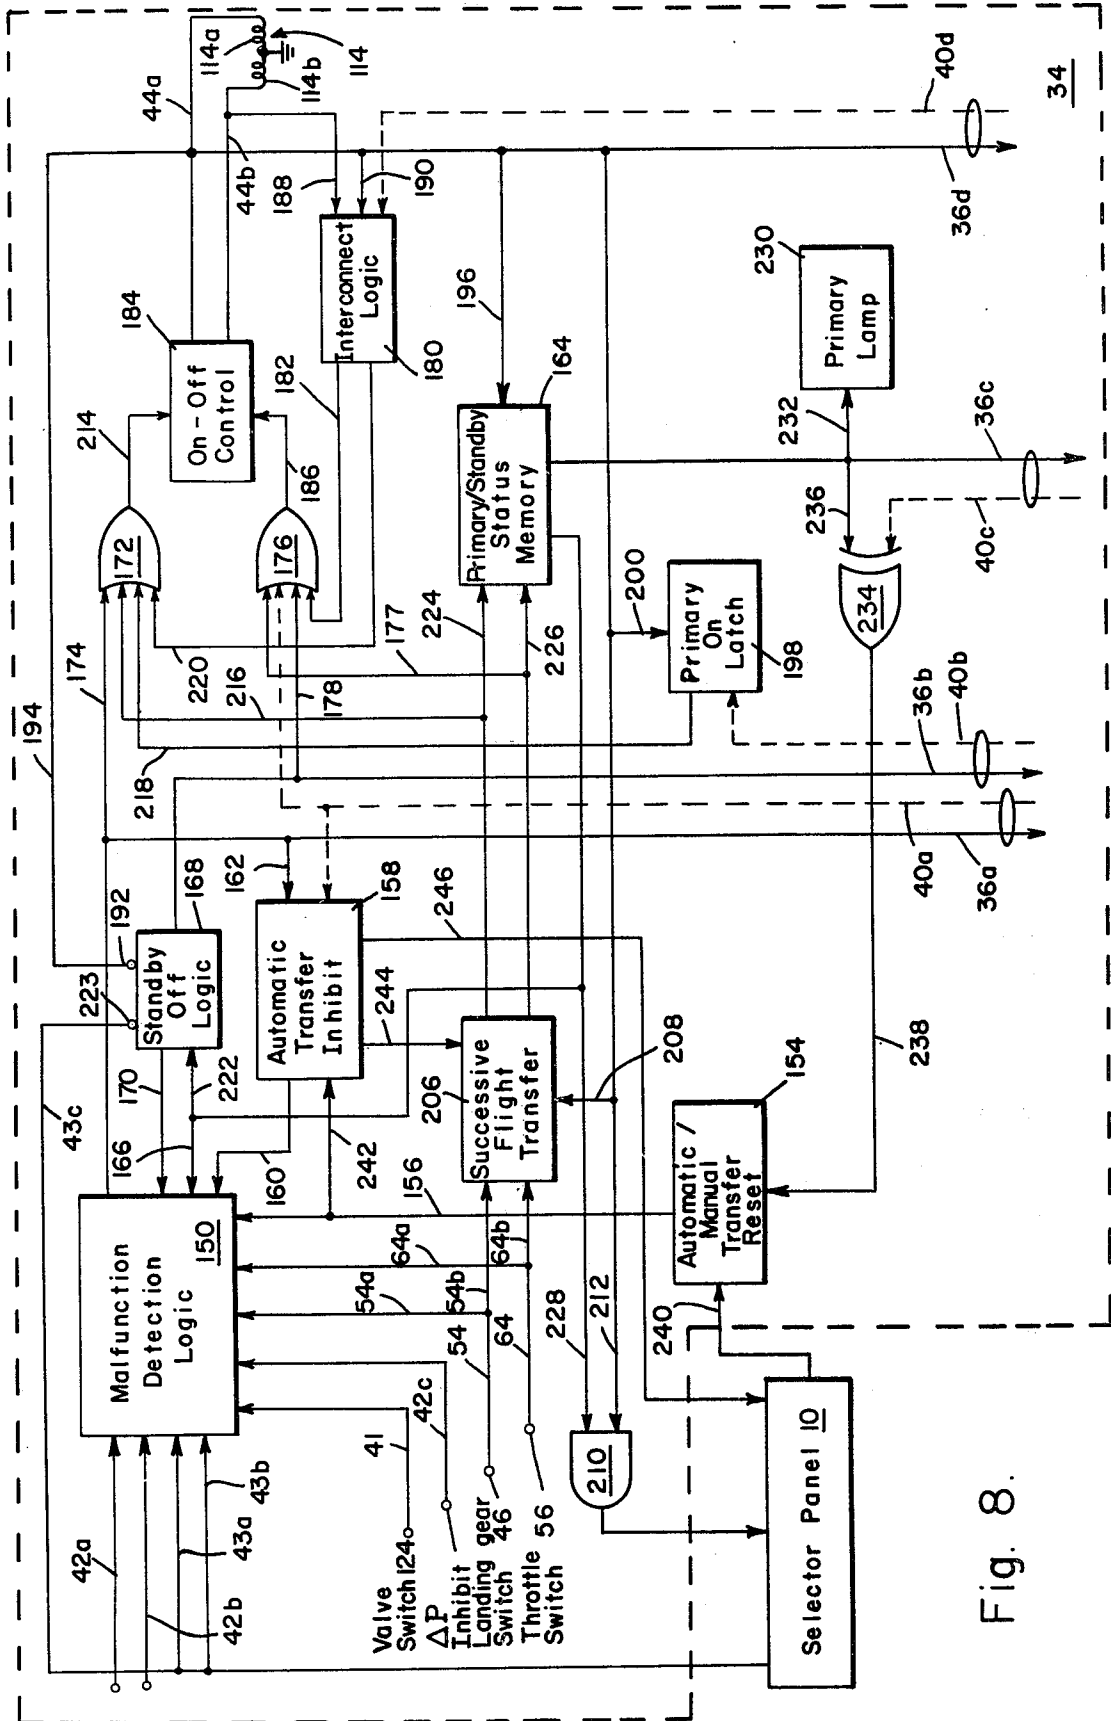 34
44a
114a
114
114b
44b
188
190
40d
36d
184
On-Off
Control
214
186
182
Interconnect
Logic
180
196
164
Primary/Standby
Status
Memory
230
Primary
Lamp
232
236
36c
40c
172
176
174
220
216
177
178
224
226
200
Primary
On
Latch
198
234
194
218
36b
40b
40a
36a
192
223
168
Standby
Off
Logic
162
158
Automatic
Transfer
Inhibit
246
244
43c
170
222
166
160
242
206
Successive
Flight
Transfer
208
238
154
Automatic/
Manual
Transfer
Reset
150
Malfunction
Detection
Logic
156
64a
64b
54a
54b
54
64
228
212
240
42a
42b
43a
43b
41
42c
Valve
Switch 124
ΔP
Inhibit
Landing gear
Switch 46
Throttle 56
Switch
210
Selector Panel 10
Fig. 8.